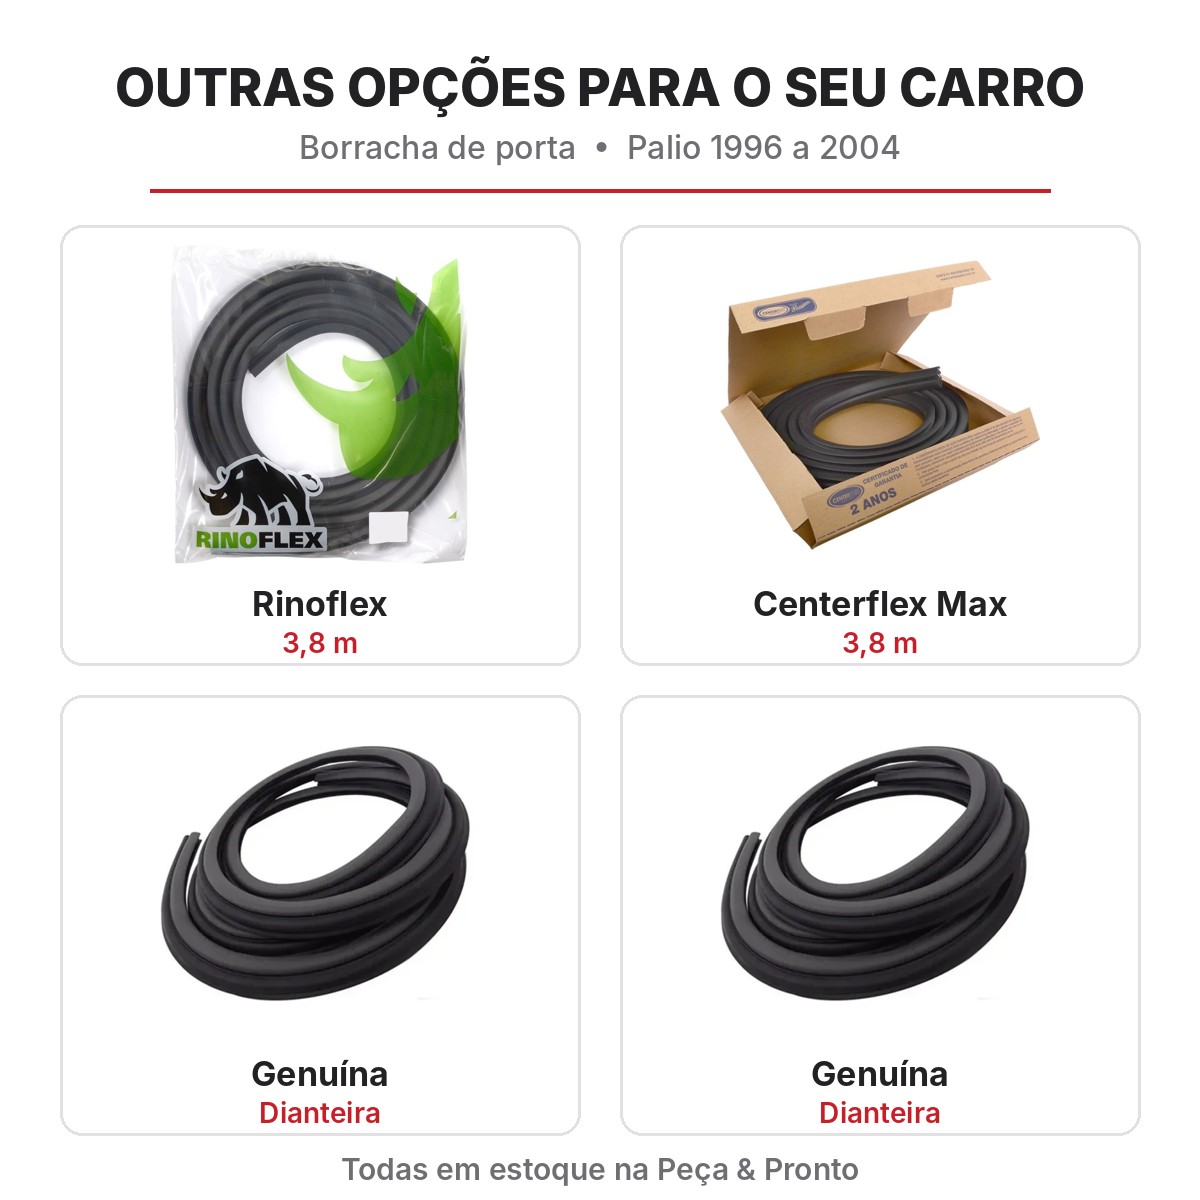 OUTRAS OPÇÕES PARA O SEU CARRO
Borracha de porta • Palio 1996 a 2004
RINOFLEX
CERTIFICADO DE
GARANTIA
2 ANOS
Rinoflex
Centerflex Max
3,8 m
3,8 m
Genuína
Genuína
Dianteira
Dianteira
Todas em estoque na Peça & Pronto